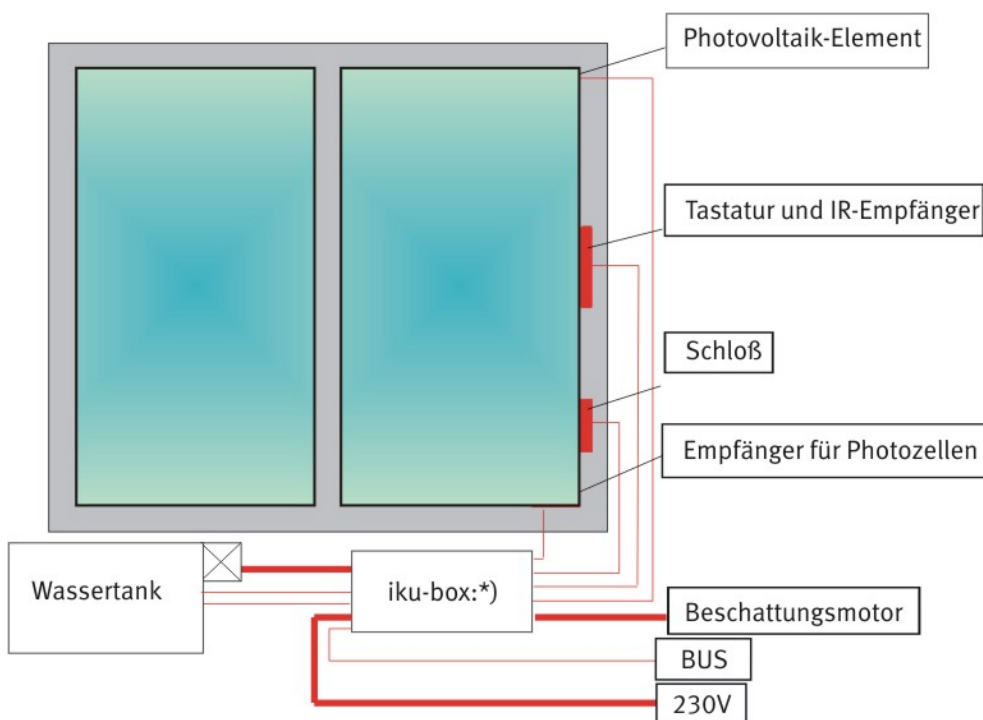 Photovoltaik-Element
Tastatur und IR-Empfänger
Schloß
Empfänger für Photozellen
Wassertank
iku-box:*)
Beschattungsmotor
BUS
230V